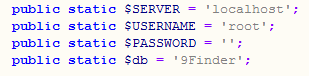 public static $SERVER = 'localhost';
public static $USERNAME = 'root';
public static $PASSWORD = '';
public static $db = '9Finder';